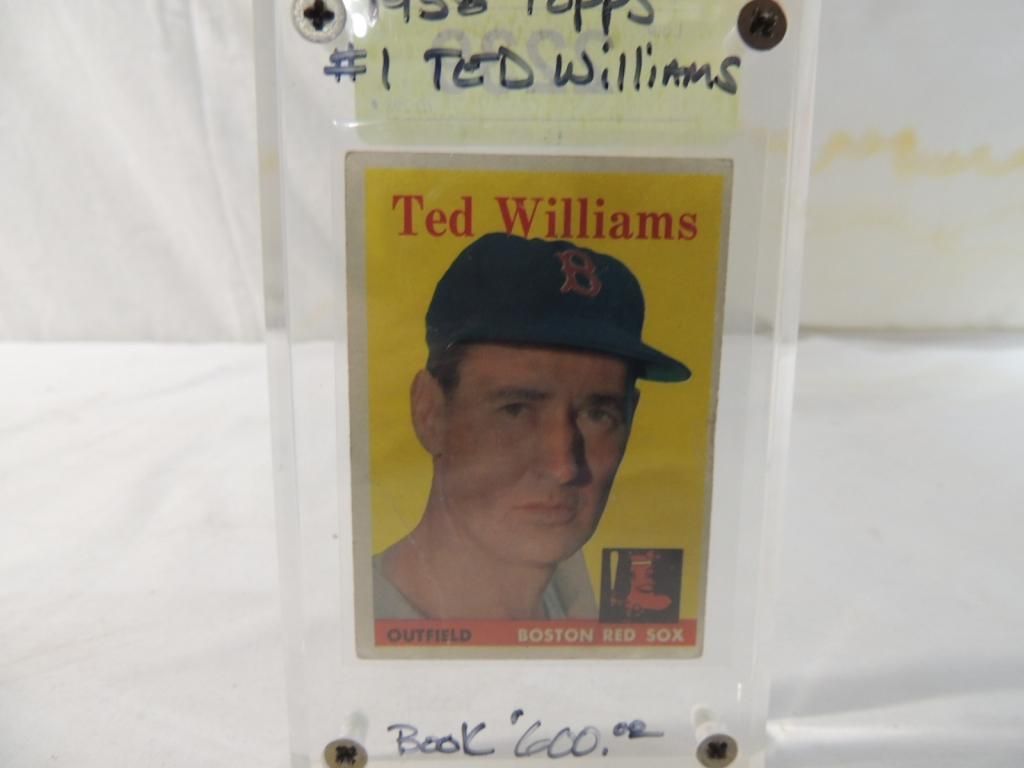 1958 Topps
#1 TED Williams
Ted Williams
B
OUTFIELD BOSTON RED SOX
Book $600.00